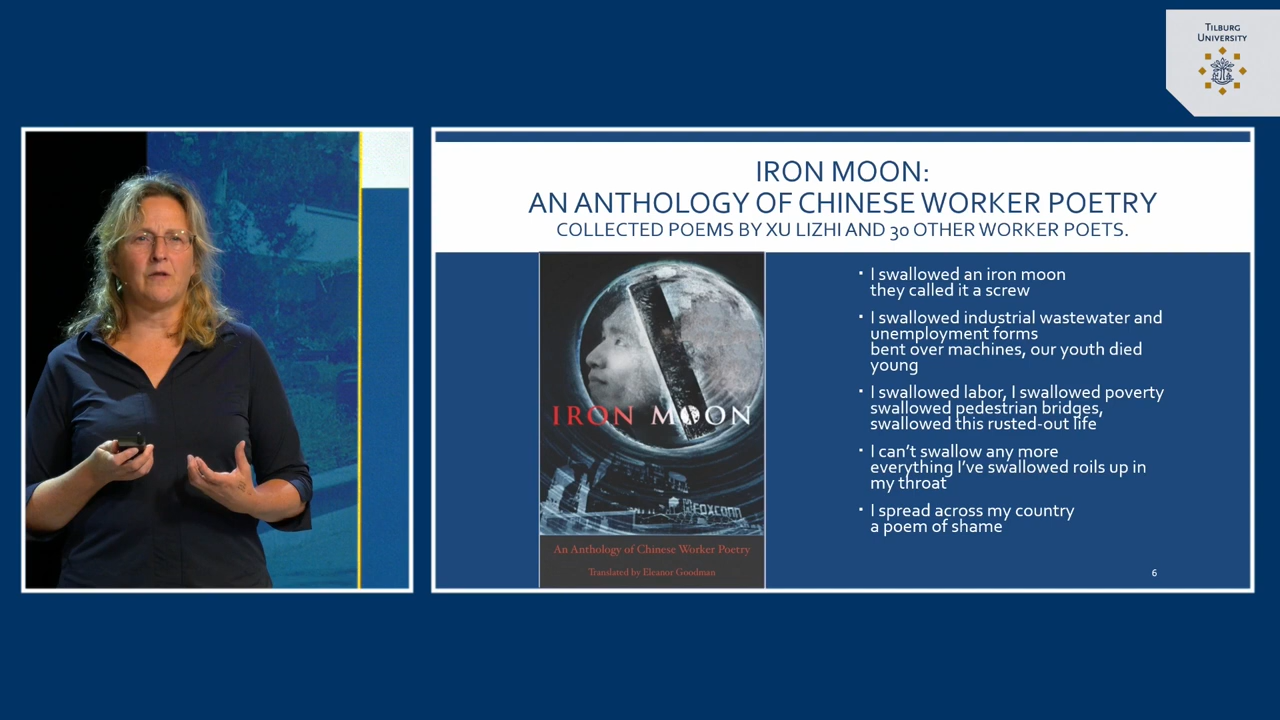 TILBURG
UNIVERSITY
IRON MOON:
AN ANTHOLOGY OF CHINESE WORKER POETRY
COLLECTED POEMS BY XU LIZHI AND 30 OTHER WORKER POETS.
IRON MOON
FOXCONN
An Anthology of Chinese Worker Poetry
Translated by Eleanor Goodman
▪ I swallowed an iron moon
they called it a screw
▪ I swallowed industrial wastewater and
unemployment forms
bent over machines, our youth died
young
▪ I swallowed labor, I swallowed poverty
swallowed pedestrian bridges,
swallowed this rusted-out life
▪ I can’t swallow any more
everything I’ve swallowed roils up in
my throat
▪ I spread across my country
a poem of shame
6